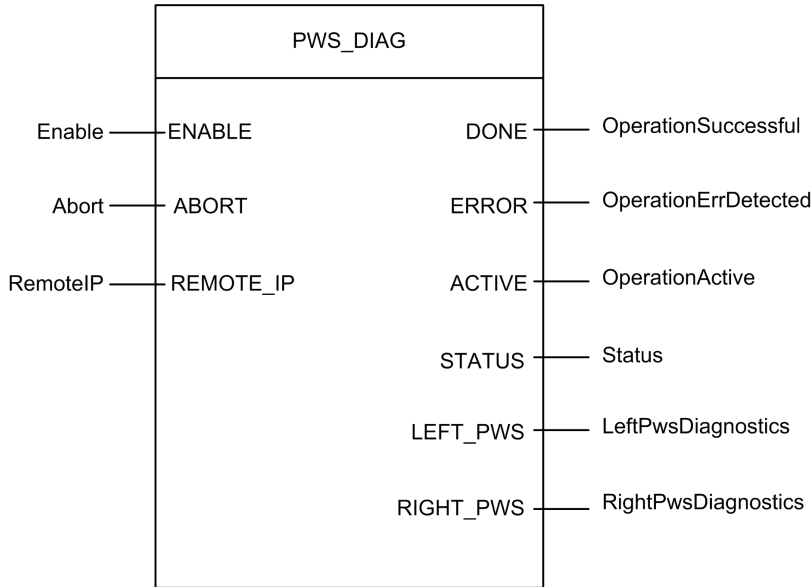 PWS_DIAG
Enable ENABLE DONE OperationSuccessful
Abort ABORT ERROR OperationErrDetected
RemoteIP REMOTE_IP ACTIVE OperationActive
STATUS Status
LEFT_PWS LeftPwsDiagnostics
RIGHT_PWS RightPwsDiagnostics